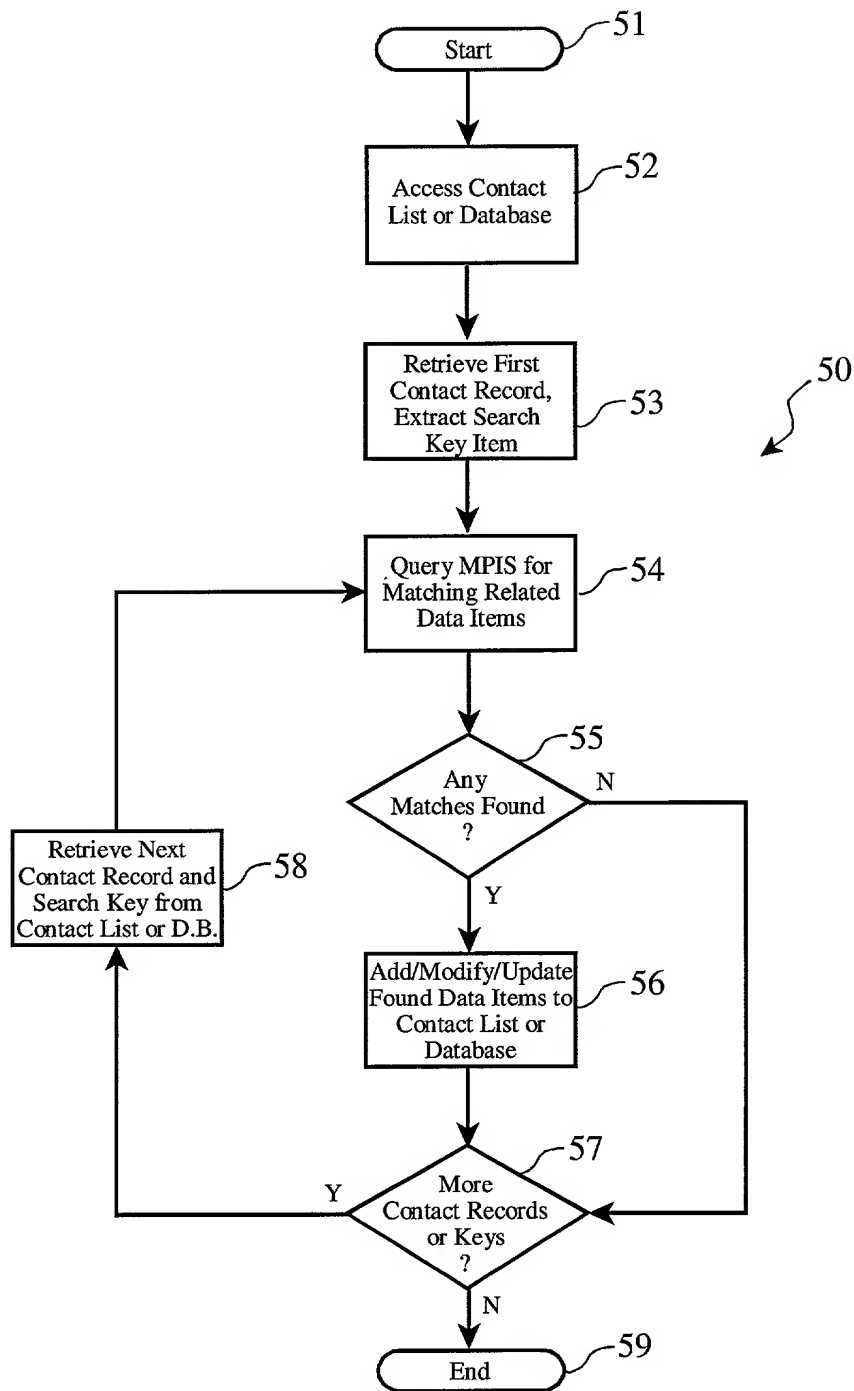 Start
51
Access Contact
List or Database
52
Retrieve First
Contact Record,
Extract Search
Key Item
53
50
Query MPIS for
Matching Related
Data Items
54
Any
Matches Found
?
55
N
Y
Retrieve Next
Contact Record and
Search Key from
Contact List or D.B.
58
Add/Modify/Update
Found Data Items to
Contact List or
Database
56
More
Contact Records
or Keys
?
57
Y
N
End
59